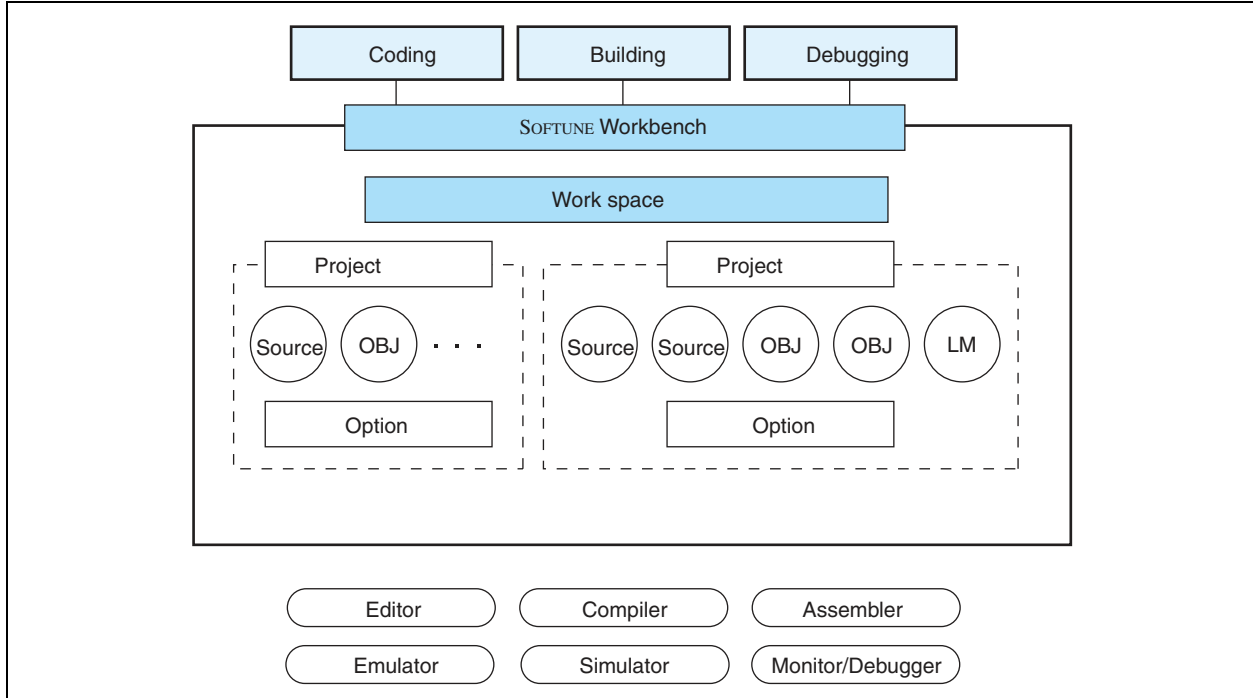 Coding Building Debugging
SOFTUNE Workbench
Work space
Project Project
Source OBJ . . . Source Source OBJ OBJ LM
Option Option
Editor Compiler Assembler
Emulator Simulator Monitor/Debugger